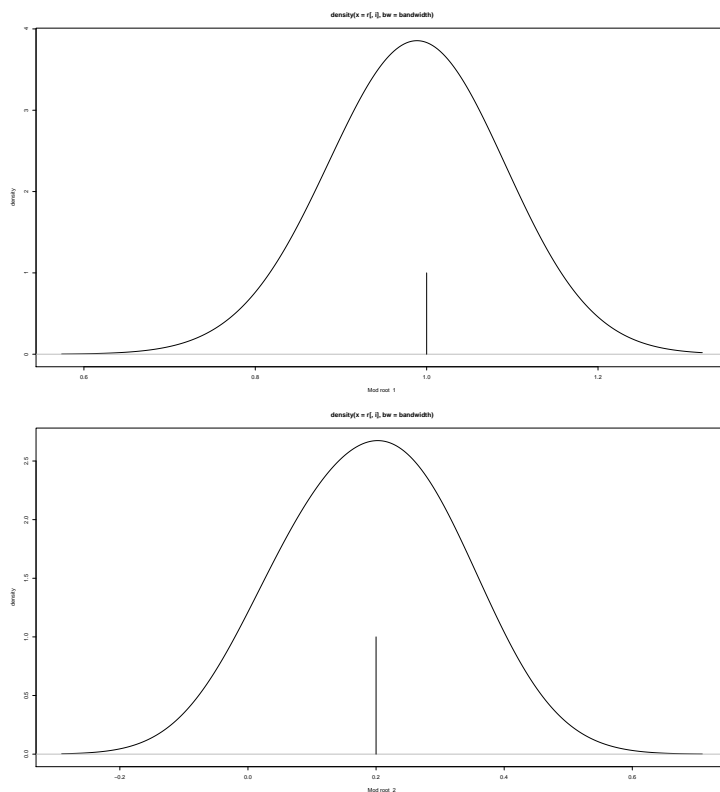 density(x = r[, i], bw = bandwidth)
4
3
2
1
0
density
0.6 0.8 1.0 1.2
Mod root 1
density(x = r[, i], bw = bandwidth)
2.5
2.0
1.5
1.0
0.5
0.0
density
−0.2 0.0 0.2 0.4 0.6
Mod root 2